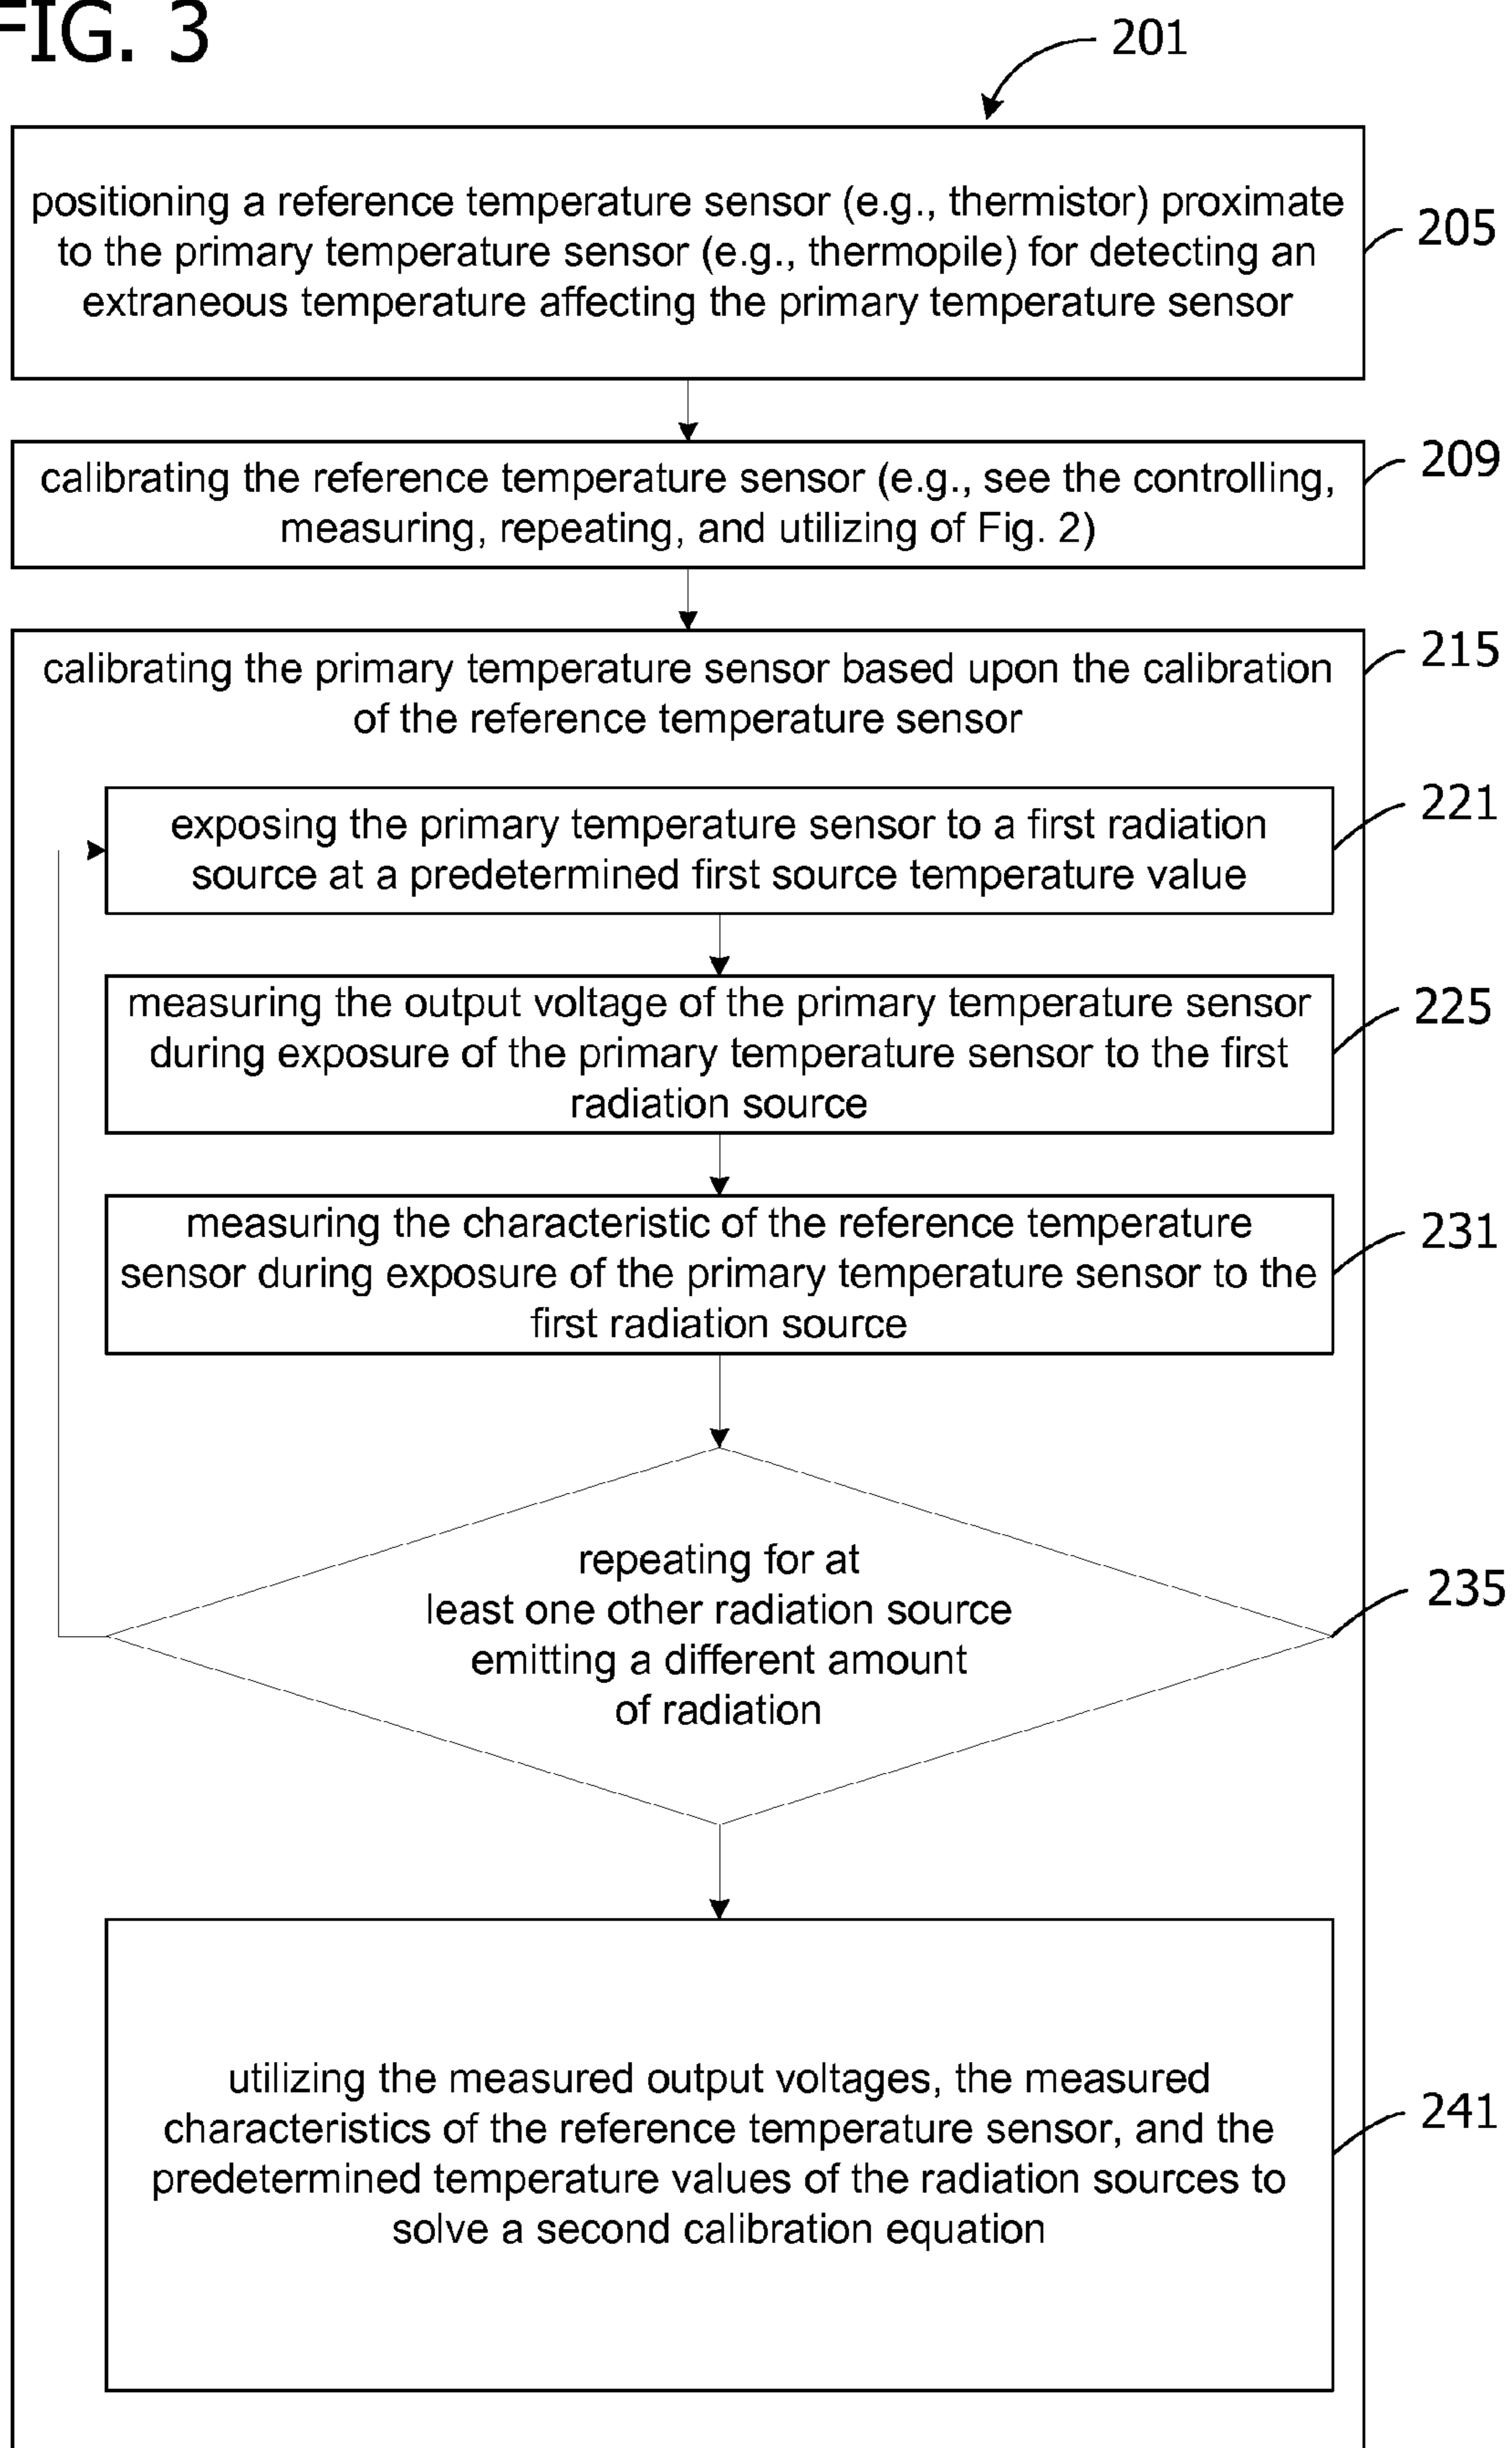 FIG. 3
201
positioning a reference temperature sensor (e.g., thermistor) proximate
to the primary temperature sensor (e.g., thermopile) for detecting an
extraneous temperature affecting the primary temperature sensor
205
calibrating the reference temperature sensor (e.g., see the controlling,
measuring, repeating, and utilizing of Fig. 2)
209
calibrating the primary temperature sensor based upon the calibration
of the reference temperature sensor
215
exposing the primary temperature sensor to a first radiation
source at a predetermined first source temperature value
221
measuring the output voltage of the primary temperature sensor
during exposure of the primary temperature sensor to the first
radiation source
225
measuring the characteristic of the reference temperature
sensor during exposure of the primary temperature sensor to the
first radiation source
231
repeating for at
least one other radiation source
emitting a different amount
of radiation
235
utilizing the measured output voltages, the measured
characteristics of the reference temperature sensor, and the
predetermined temperature values of the radiation sources to
solve a second calibration equation
241